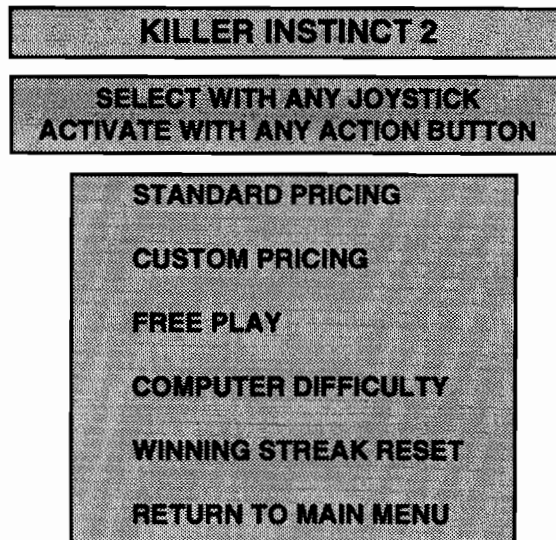 KILLER INSTINCT 2
SELECT WITH ANY JOYSTICK
ACTIVATE WITH ANY ACTION BUTTON
STANDARD PRICING
CUSTOM PRICING
FREE PLAY
COMPUTER DIFFICULTY
WINNING STREAK RESET
RETURN TO MAIN MENU